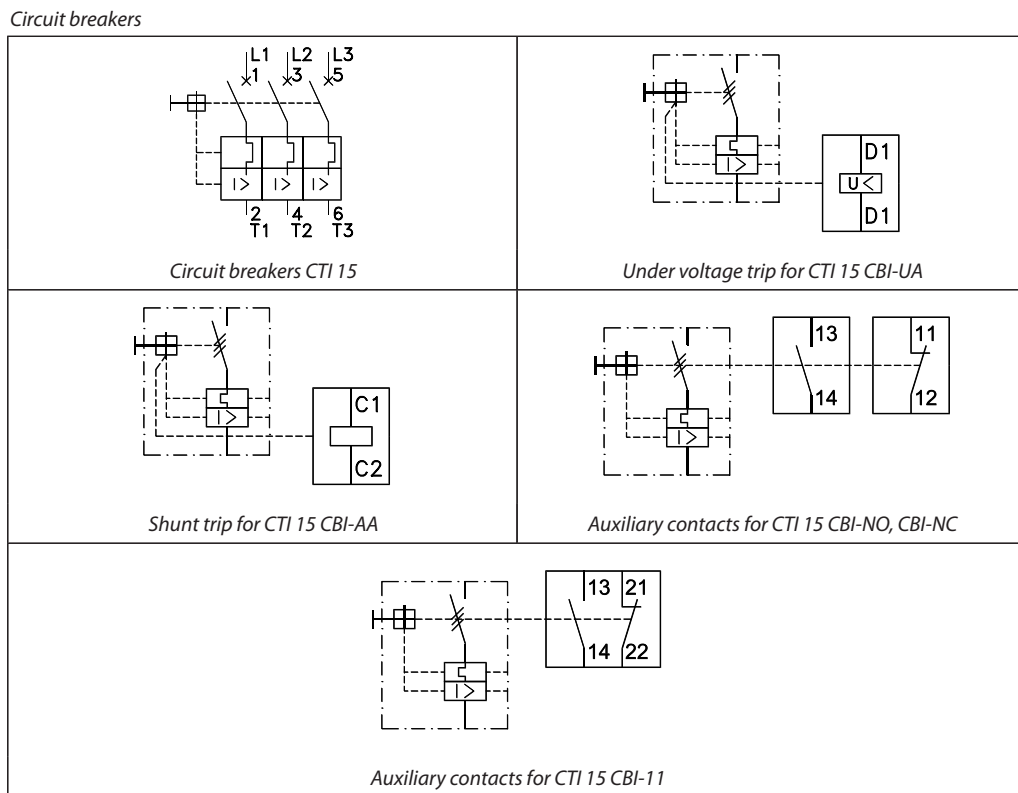 Circuit breakers
L1 L2 L3
1 3 5
I> I> I>
2 4 6
T1 T2 T3
Circuit breakers CTI 15
I>
D1
U<
D1
Under voltage trip for CTI 15 CBI-UA
I>
C1
C2
Shunt trip for CTI 15 CBI-AA
I>
13 11
14 12
Auxiliary contacts for CTI 15 CBI-NO, CBI-NC
I>
13 21
14 22
Auxiliary contacts for CTI 15 CBI-11